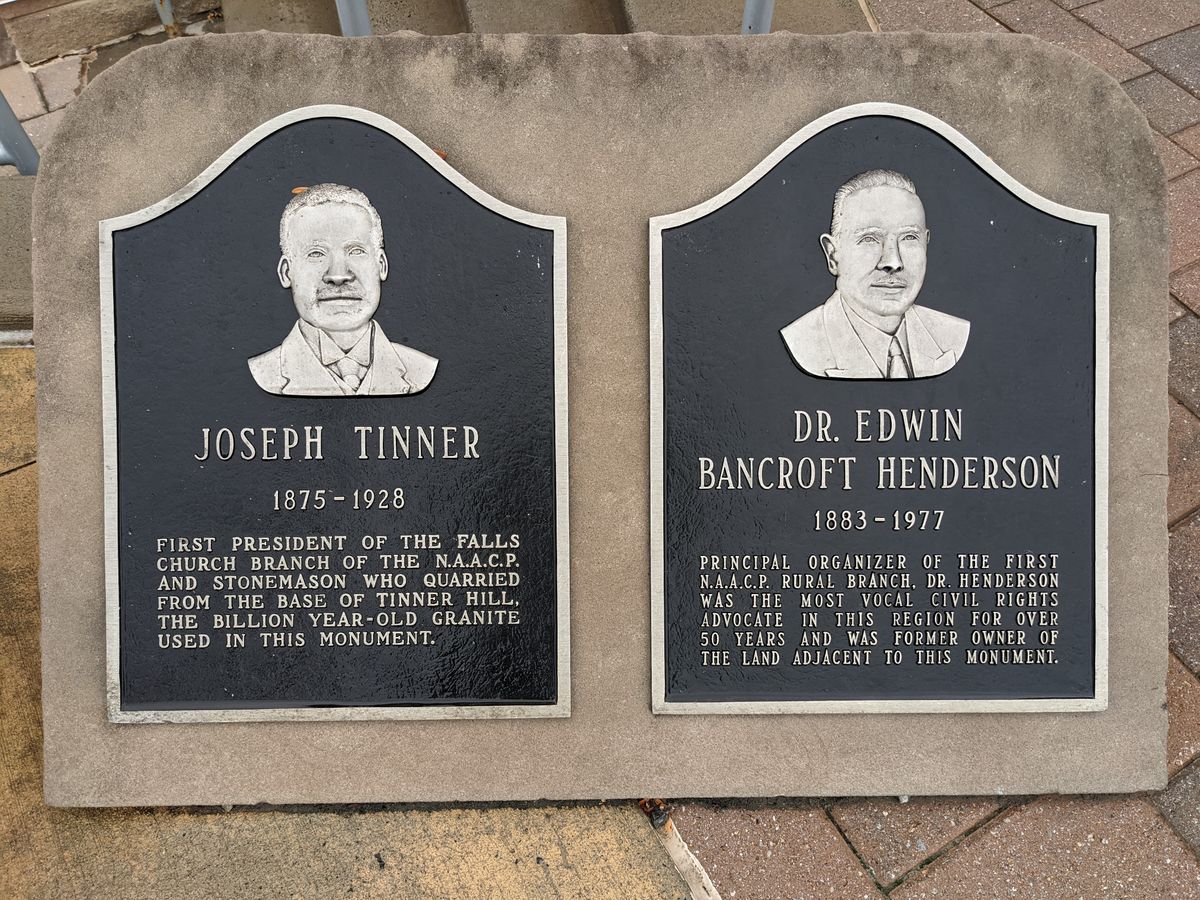 JOSEPH TINNER
1875-1928
FIRST PRESIDENT OF THE FALLS
CHURCH BRANCH OF THE N.A.A.C.P.
AND STONEMASON WHO QUARRIED
FROM THE BASE OF TINNER HILL,
THE BILLION YEAR-OLD GRANITE
USED IN THIS MONUMENT.
DR. EDWIN
BANCROFT HENDERSON
1883-1977
PRINCIPAL ORGANIZER OF THE FIRST
N.A.A.C.P. RURAL BRANCH, DR. HENDERSON
WAS THE MOST VOCAL CIVIL RIGHTS
ADVOCATE IN THIS REGION FOR OVER
50 YEARS AND WAS FORMER OWNER OF
THE LAND ADJACENT TO THIS MONUMENT.